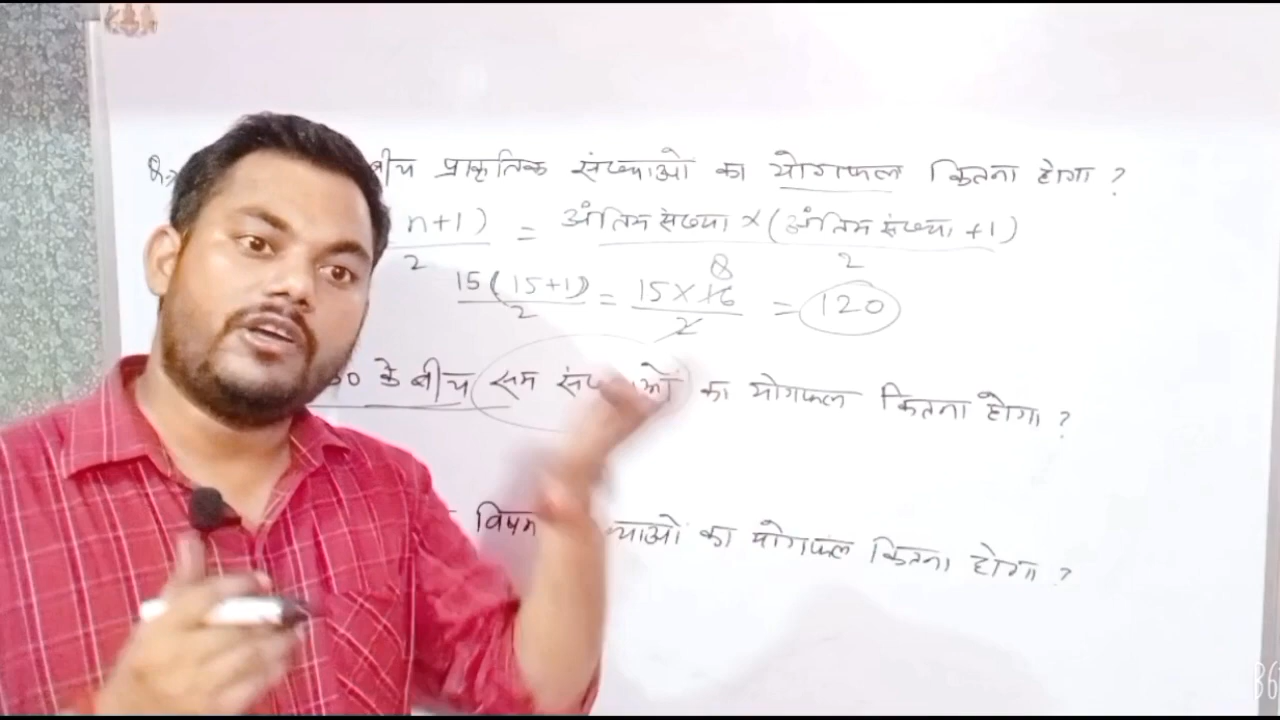 Q.→ बीच प्राकृतिक संख्याओं का योगफल कितना होगा ?
n+1) / 2 = अंतिम संख्या × (अंतिम संख्या +1) / 2
15(15+1) / 2 = 15 × 16 / 2 8 = 120
के बीच सम संख्याओं का योगफल कितना होगा ?
विषम का योगफल कितना होगा ?